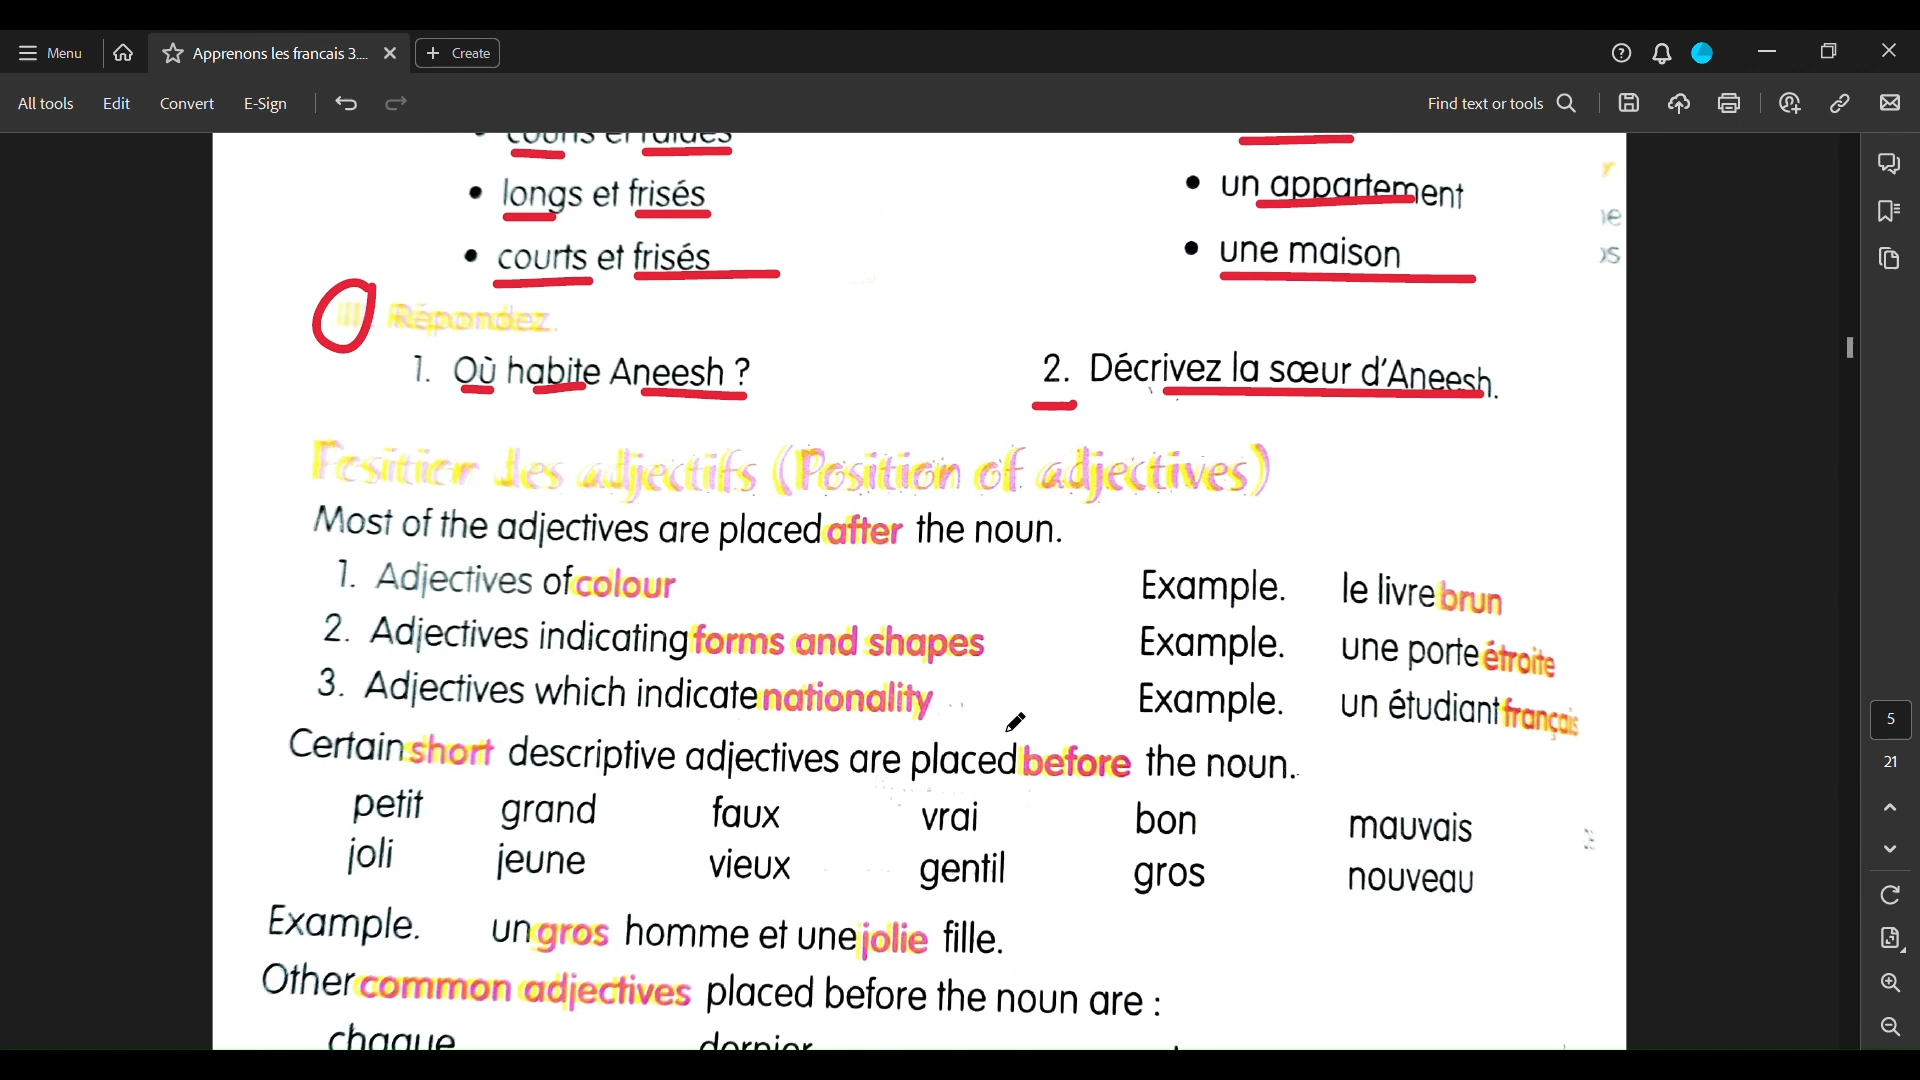 Menu
Apprenons les francais 3....
Create
All tools Edit Convert E-Sign
Find text or tools
courts et raides
• longs et frisés
• un appartement
• courts et frisés
• une maison
III. Répondez.
1. Où habite Aneesh ?
2. Décrivez la sœur d'Aneesh.
Position des adjectifs (Position of adjectives)
Most of the adjectives are placed after the noun.
1. Adjectives of colour Example. le livre brun
2. Adjectives indicating forms and shapes Example. une porte étroite
3. Adjectives which indicate nationality Example. un étudiant français
Certain short descriptive adjectives are placed before the noun.
petit grand faux vrai bon mauvais
joli jeune vieux gentil gros nouveau
Example. un gros homme et une jolie fille.
Other common adjectives placed before the noun are :
chaque dernier
5
21